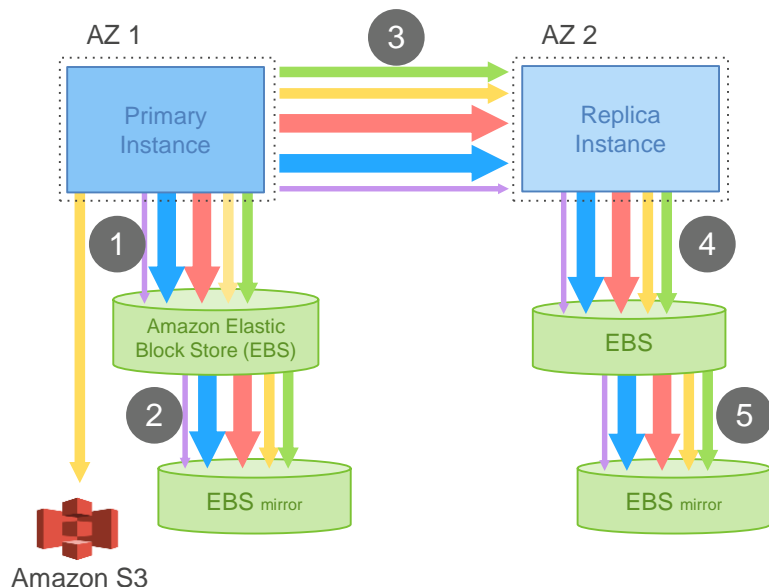 AZ 1
3
AZ 2
Primary
Instance
Replica
Instance
1
4
Amazon Elastic
Block Store (EBS)
EBS
2
5
EBS mirror
EBS mirror
Amazon S3